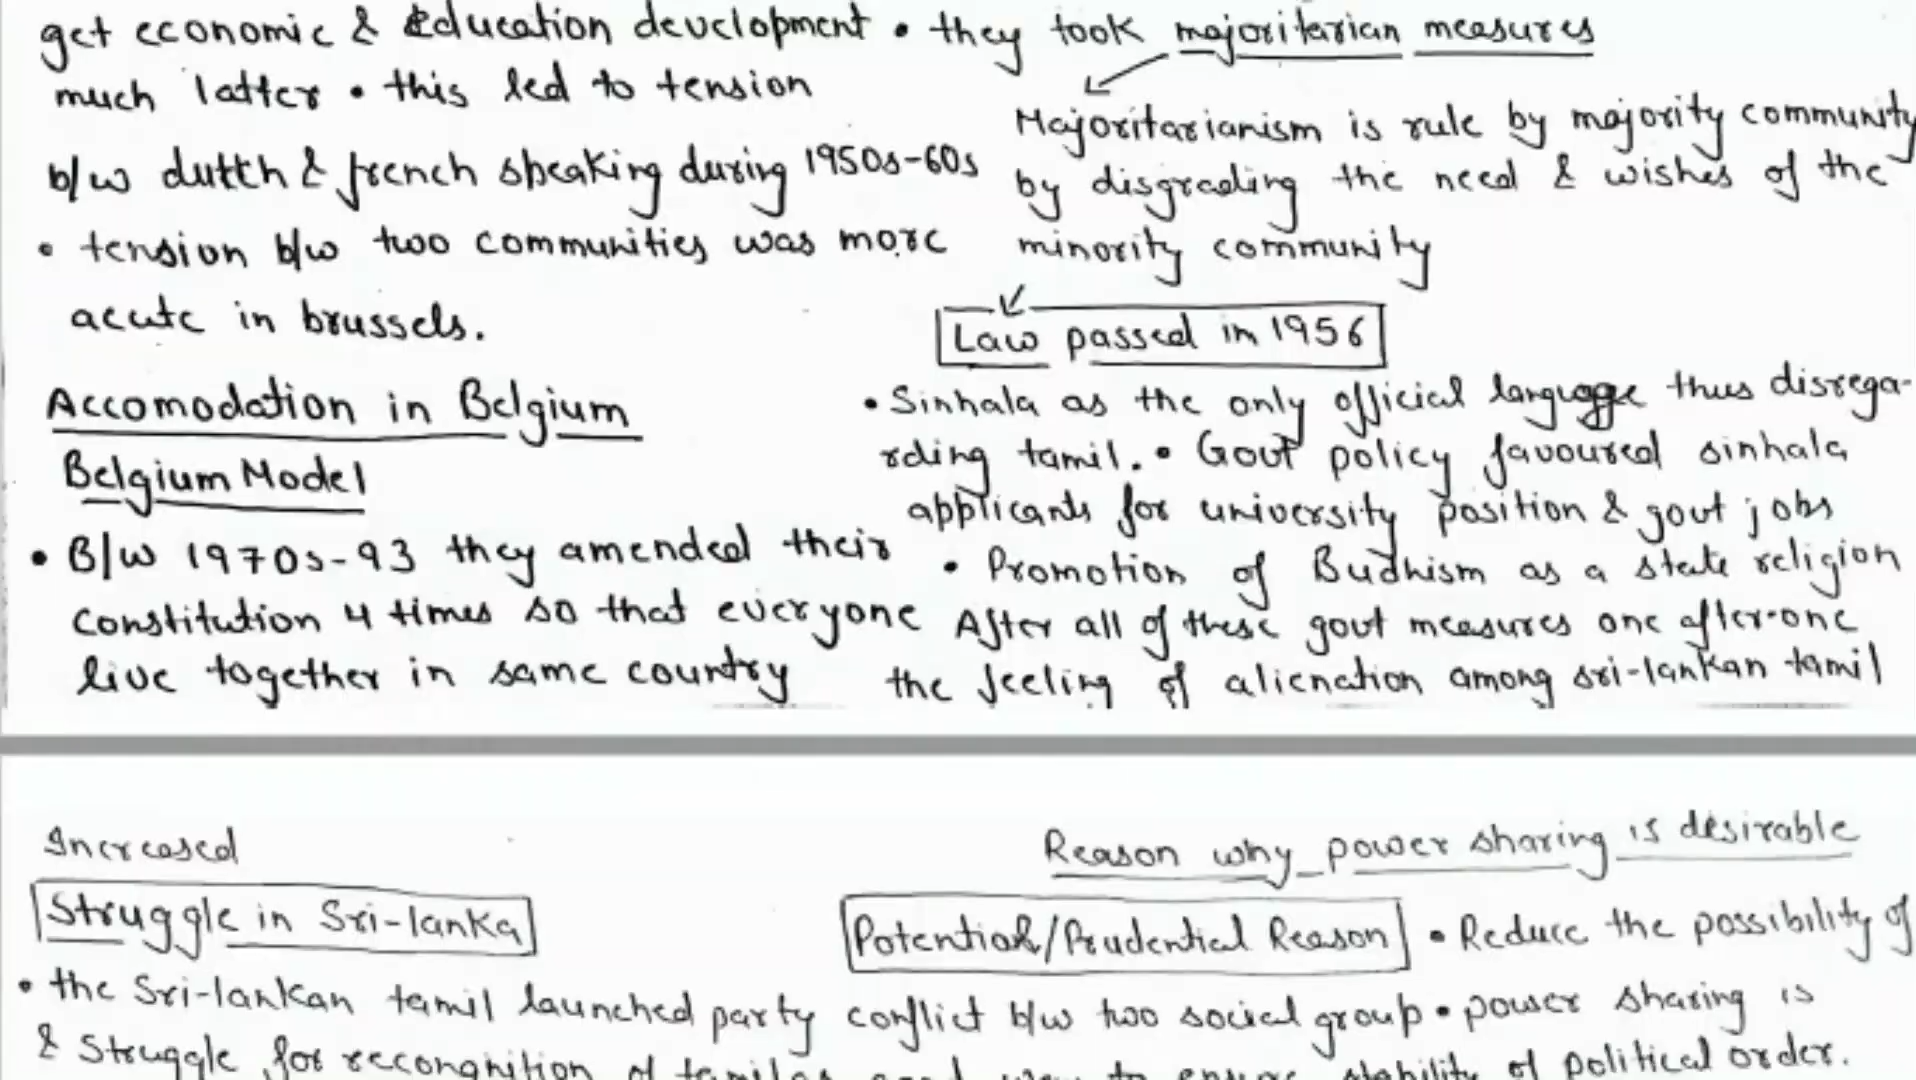 get economic & education development
much latter • this led to tension
b/w dutch & french speaking during 1950s-60s
• tension b/w two communities was more
acute in brussels.
Accomodation in Belgium
Belgium Model
• B/w 1970s-93 they amended their
constitution 4 times so that everyone
live together in same country
• they took majoritarian measures
Majoritarianism is rule by majority community
by disgrading the need & wishes of the
minority community
Law passed in 1956
• Sinhala as the only official language thus disrega-
rding tamil. • Govt policy favoured sinhala
applicants for university position & govt jobs
• Promotion of Budhism as a state religion
After all of these govt measures one after-one
the feeling of alienation among sri-lankan tamil
Increased
Struggle in Sri-lanka
• the Sri-lankan tamil launched party
& Struggle for recongnition of
Reason why power sharing is desirable
Potential/Prudential Reason • Reduce the possibility of
conflict b/w two social group • power sharing is
good way to ensure stability of political order.